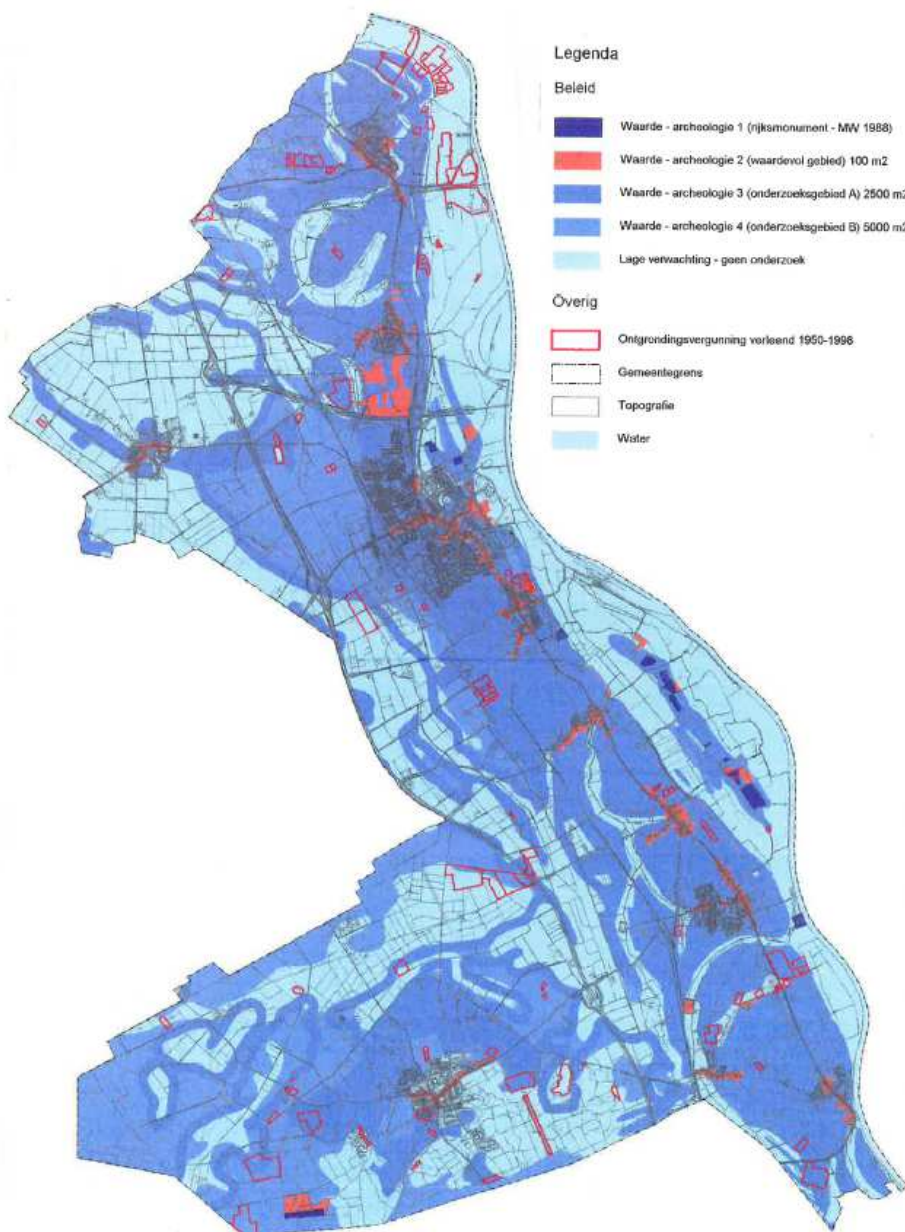 Legenda
Beleid
Waarde - archeologie 1 (rijksmonument - MW 1988)
Waarde - archeologie 2 (waardevol gebied) 100 m2
Waarde - archeologie 3 (onderzoeksgebied A) 2500 m2
Waarde - archeologie 4 (onderzoeksgebied B) 5000 m2
Lage verwachting - geen onderzoek
Overig
Ontgrondingsvergunning verleend 1950-1998
Gemeentegrens
Topografie
Water